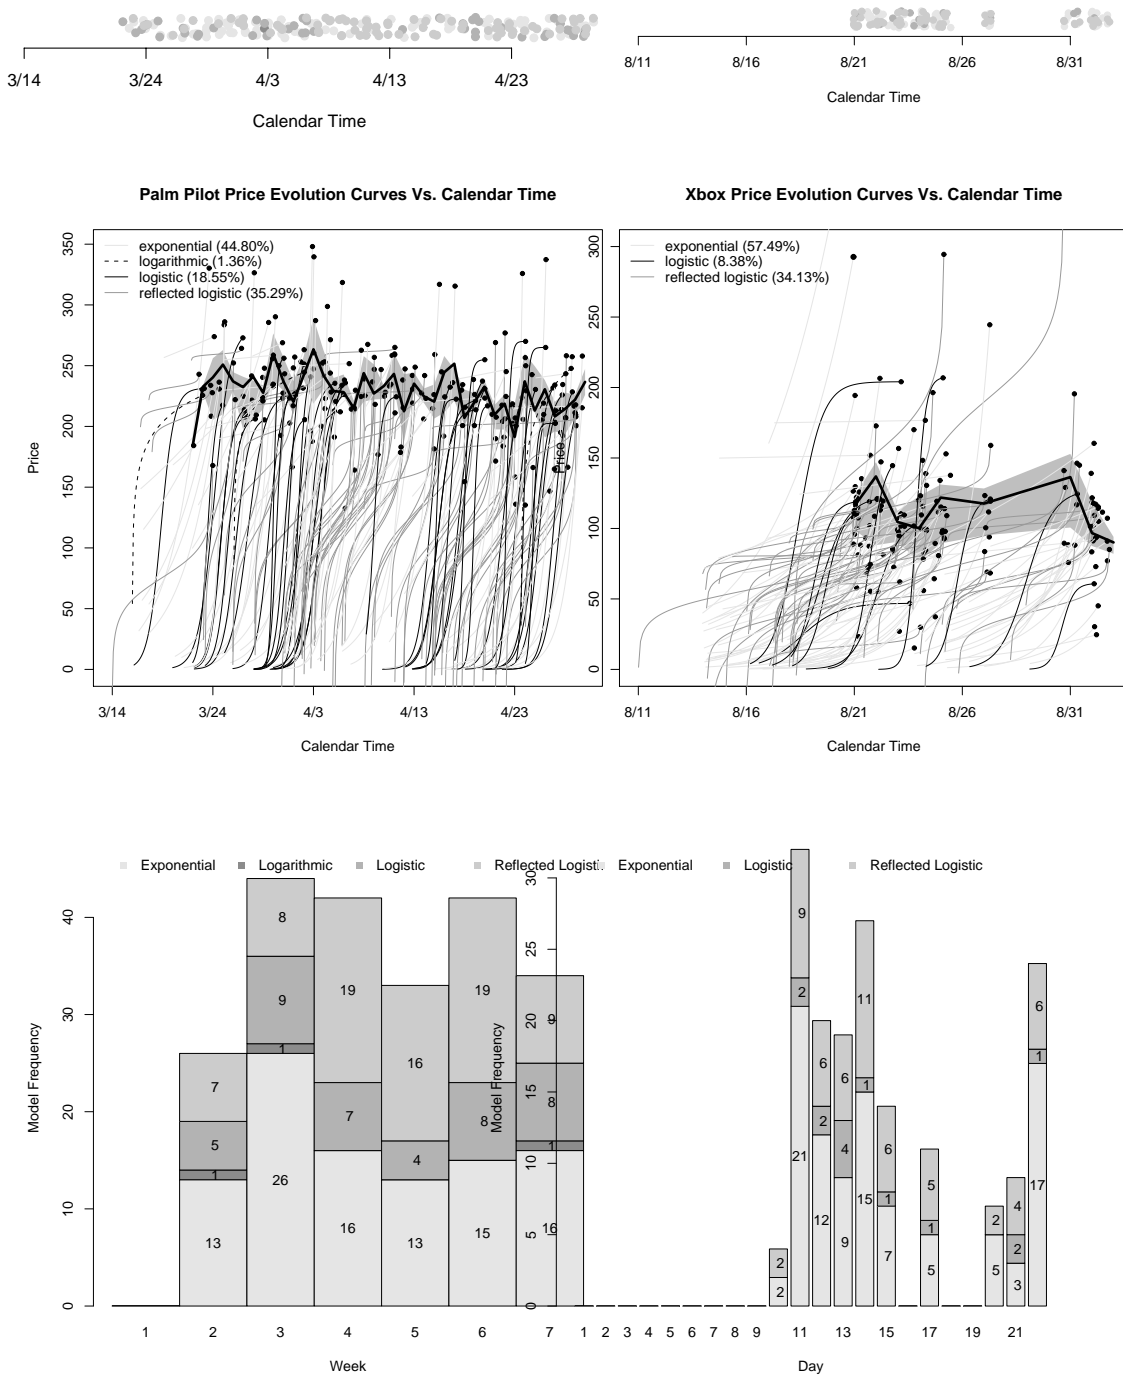 3/14 3/24 4/3 4/13 4/23
Calendar Time
8/11 8/16 8/21 8/26 8/31
Calendar Time
Palm Pilot Price Evolution Curves Vs. Calendar Time
exponential (44.80%)
logarithmic (1.36%)
logistic (18.55%)
reflected logistic (35.29%)
350
300
250
200
150
100
50
0
Price
3/14 3/24 4/3 4/13 4/23
Calendar Time
Xbox Price Evolution Curves Vs. Calendar Time
exponential (57.49%)
logistic (8.38%)
reflected logistic (34.13%)
300
250
200
150
100
50
0
Price
8/11 8/16 8/21 8/26 8/31
Calendar Time
Exponential Logarithmic Logistic Reflected Logisti
40
30
20
10
0
Model Frequency
7
5
1
13
8
9
1
26
19
7
16
16
4
13
19
8
15
9
8
1
16
1 2 3 4 5 6 7
Week
Exponential Logistic Reflected Logistic
30
25
20
15
10
5
0
Model Frequency
2
2
9
2
21
6
2
12
6
4
9
11
1
15
6
1
7
5
1
5
2
5
4
2
3
6
1
17
1 2 3 4 5 6 7 8 9 11 13 15 17 19 21
Day